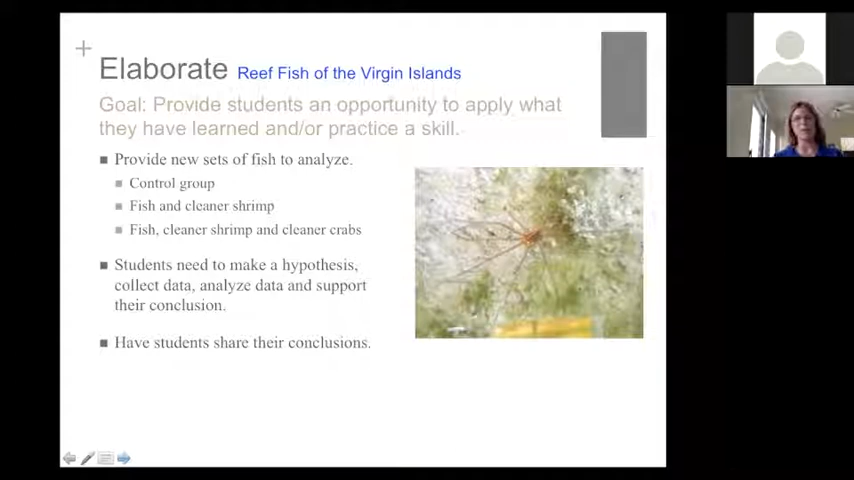 Elaborate Reef Fish of the Virgin Islands
Goal: Provide students an opportunity to apply what
they have learned and/or practice a skill.
Provide new sets of fish to analyze.
Control group
Fish and cleaner shrimp
Fish, cleaner shrimp and cleaner crabs
Students need to make a hypothesis,
collect data, analyze data and support
their conclusion.
Have students share their conclusions.